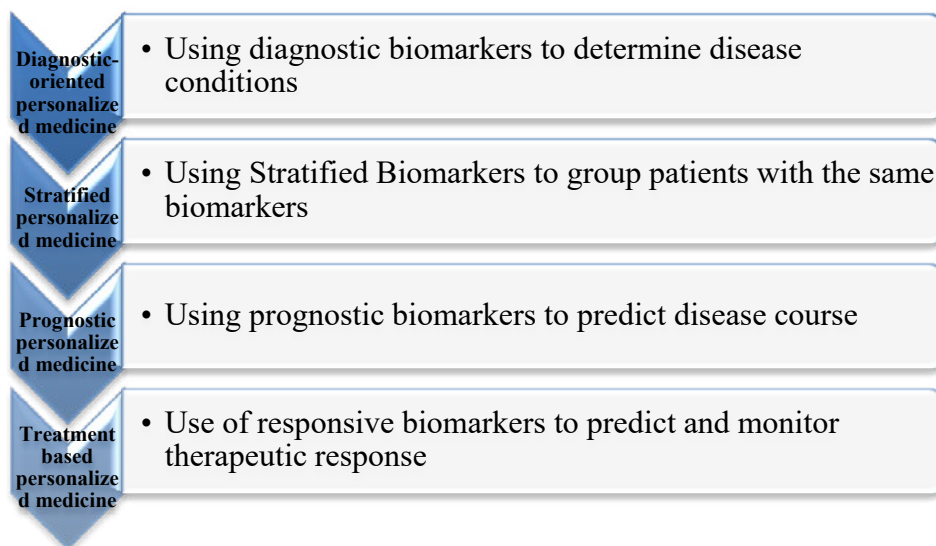 Diagnostic-
oriented
personalize
d medicine
• Using diagnostic biomarkers to determine disease
conditions
Stratified
personalize
d medicine
• Using Stratified Biomarkers to group patients with the same
biomarkers
Prognostic
personalize
d medicine
• Using prognostic biomarkers to predict disease course
Treatment
based
personalize
d medicine
• Use of responsive biomarkers to predict and monitor
therapeutic response